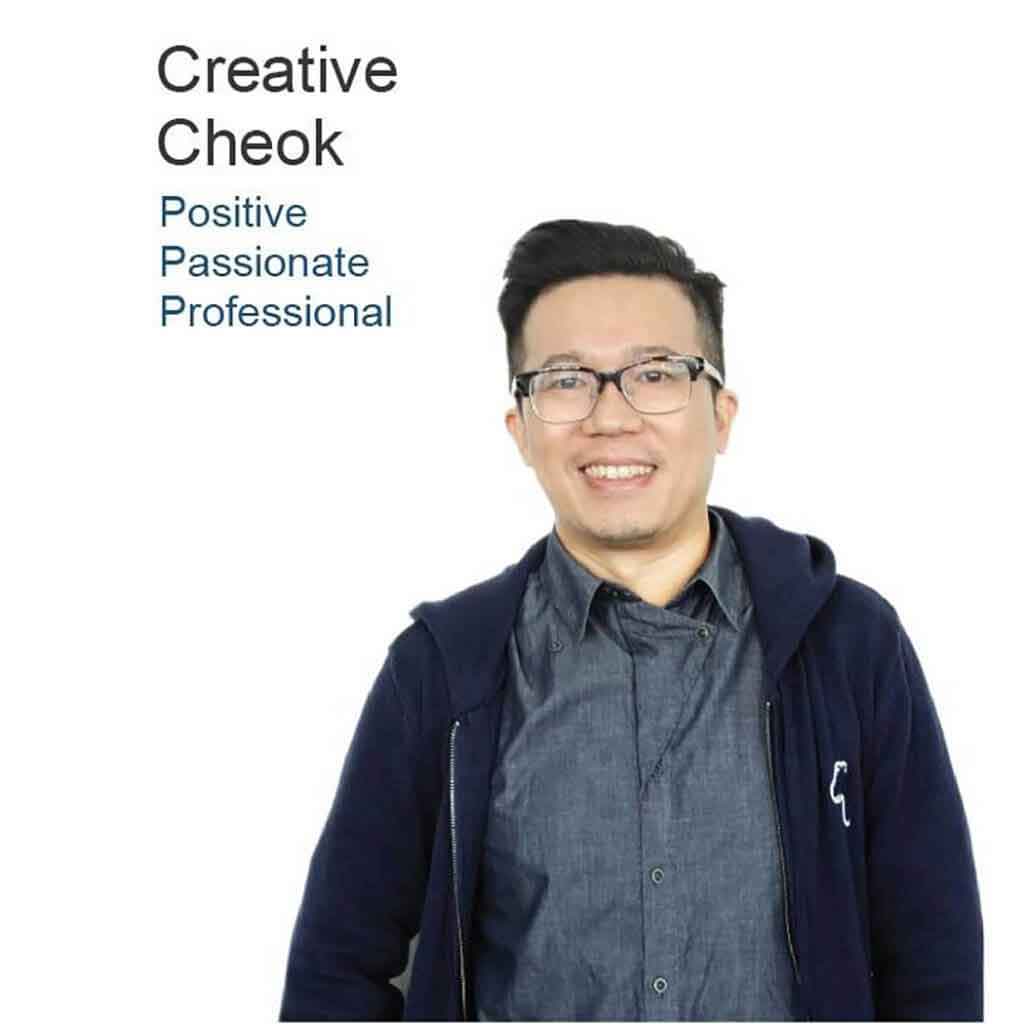 Creative
Cheok
Positive
Passionate
Professional